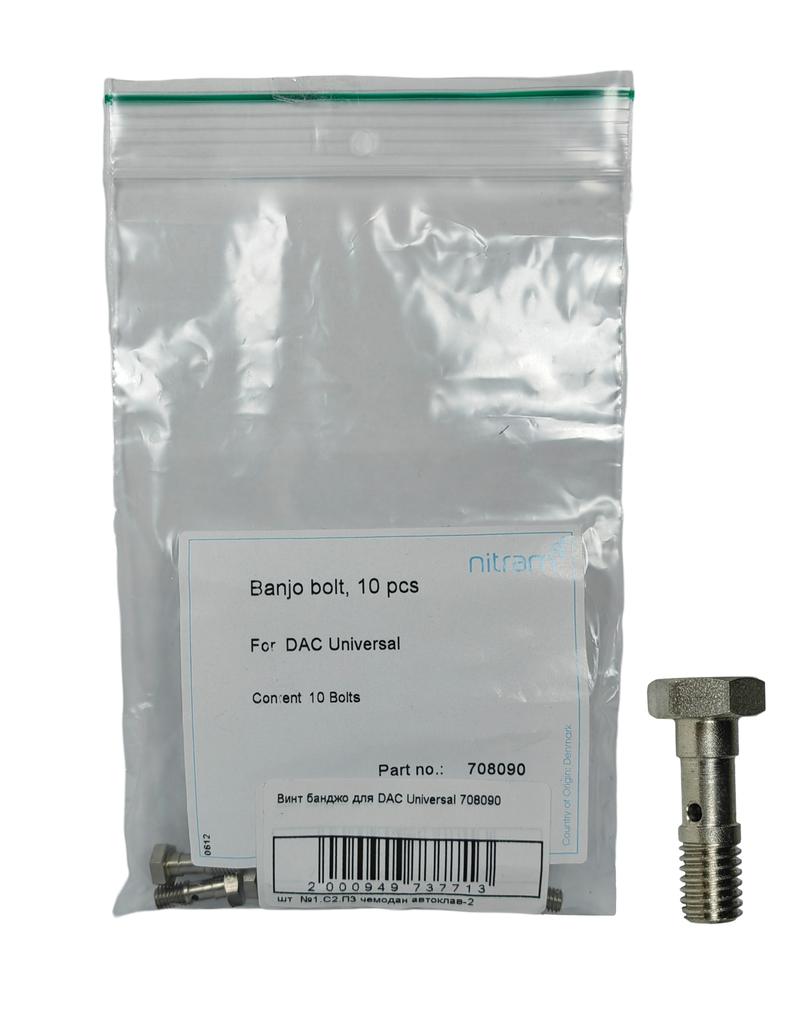 nitram
Banjo bolt, 10 pcs
For DAC Universal
Content 10 Bolts
Part no.: 708090
Country of Origin: Denmark
0612
Винт банджо для DAC Universal 708090
2 000949 737713
шт №1.С2.П3 чемодан автоклав-2